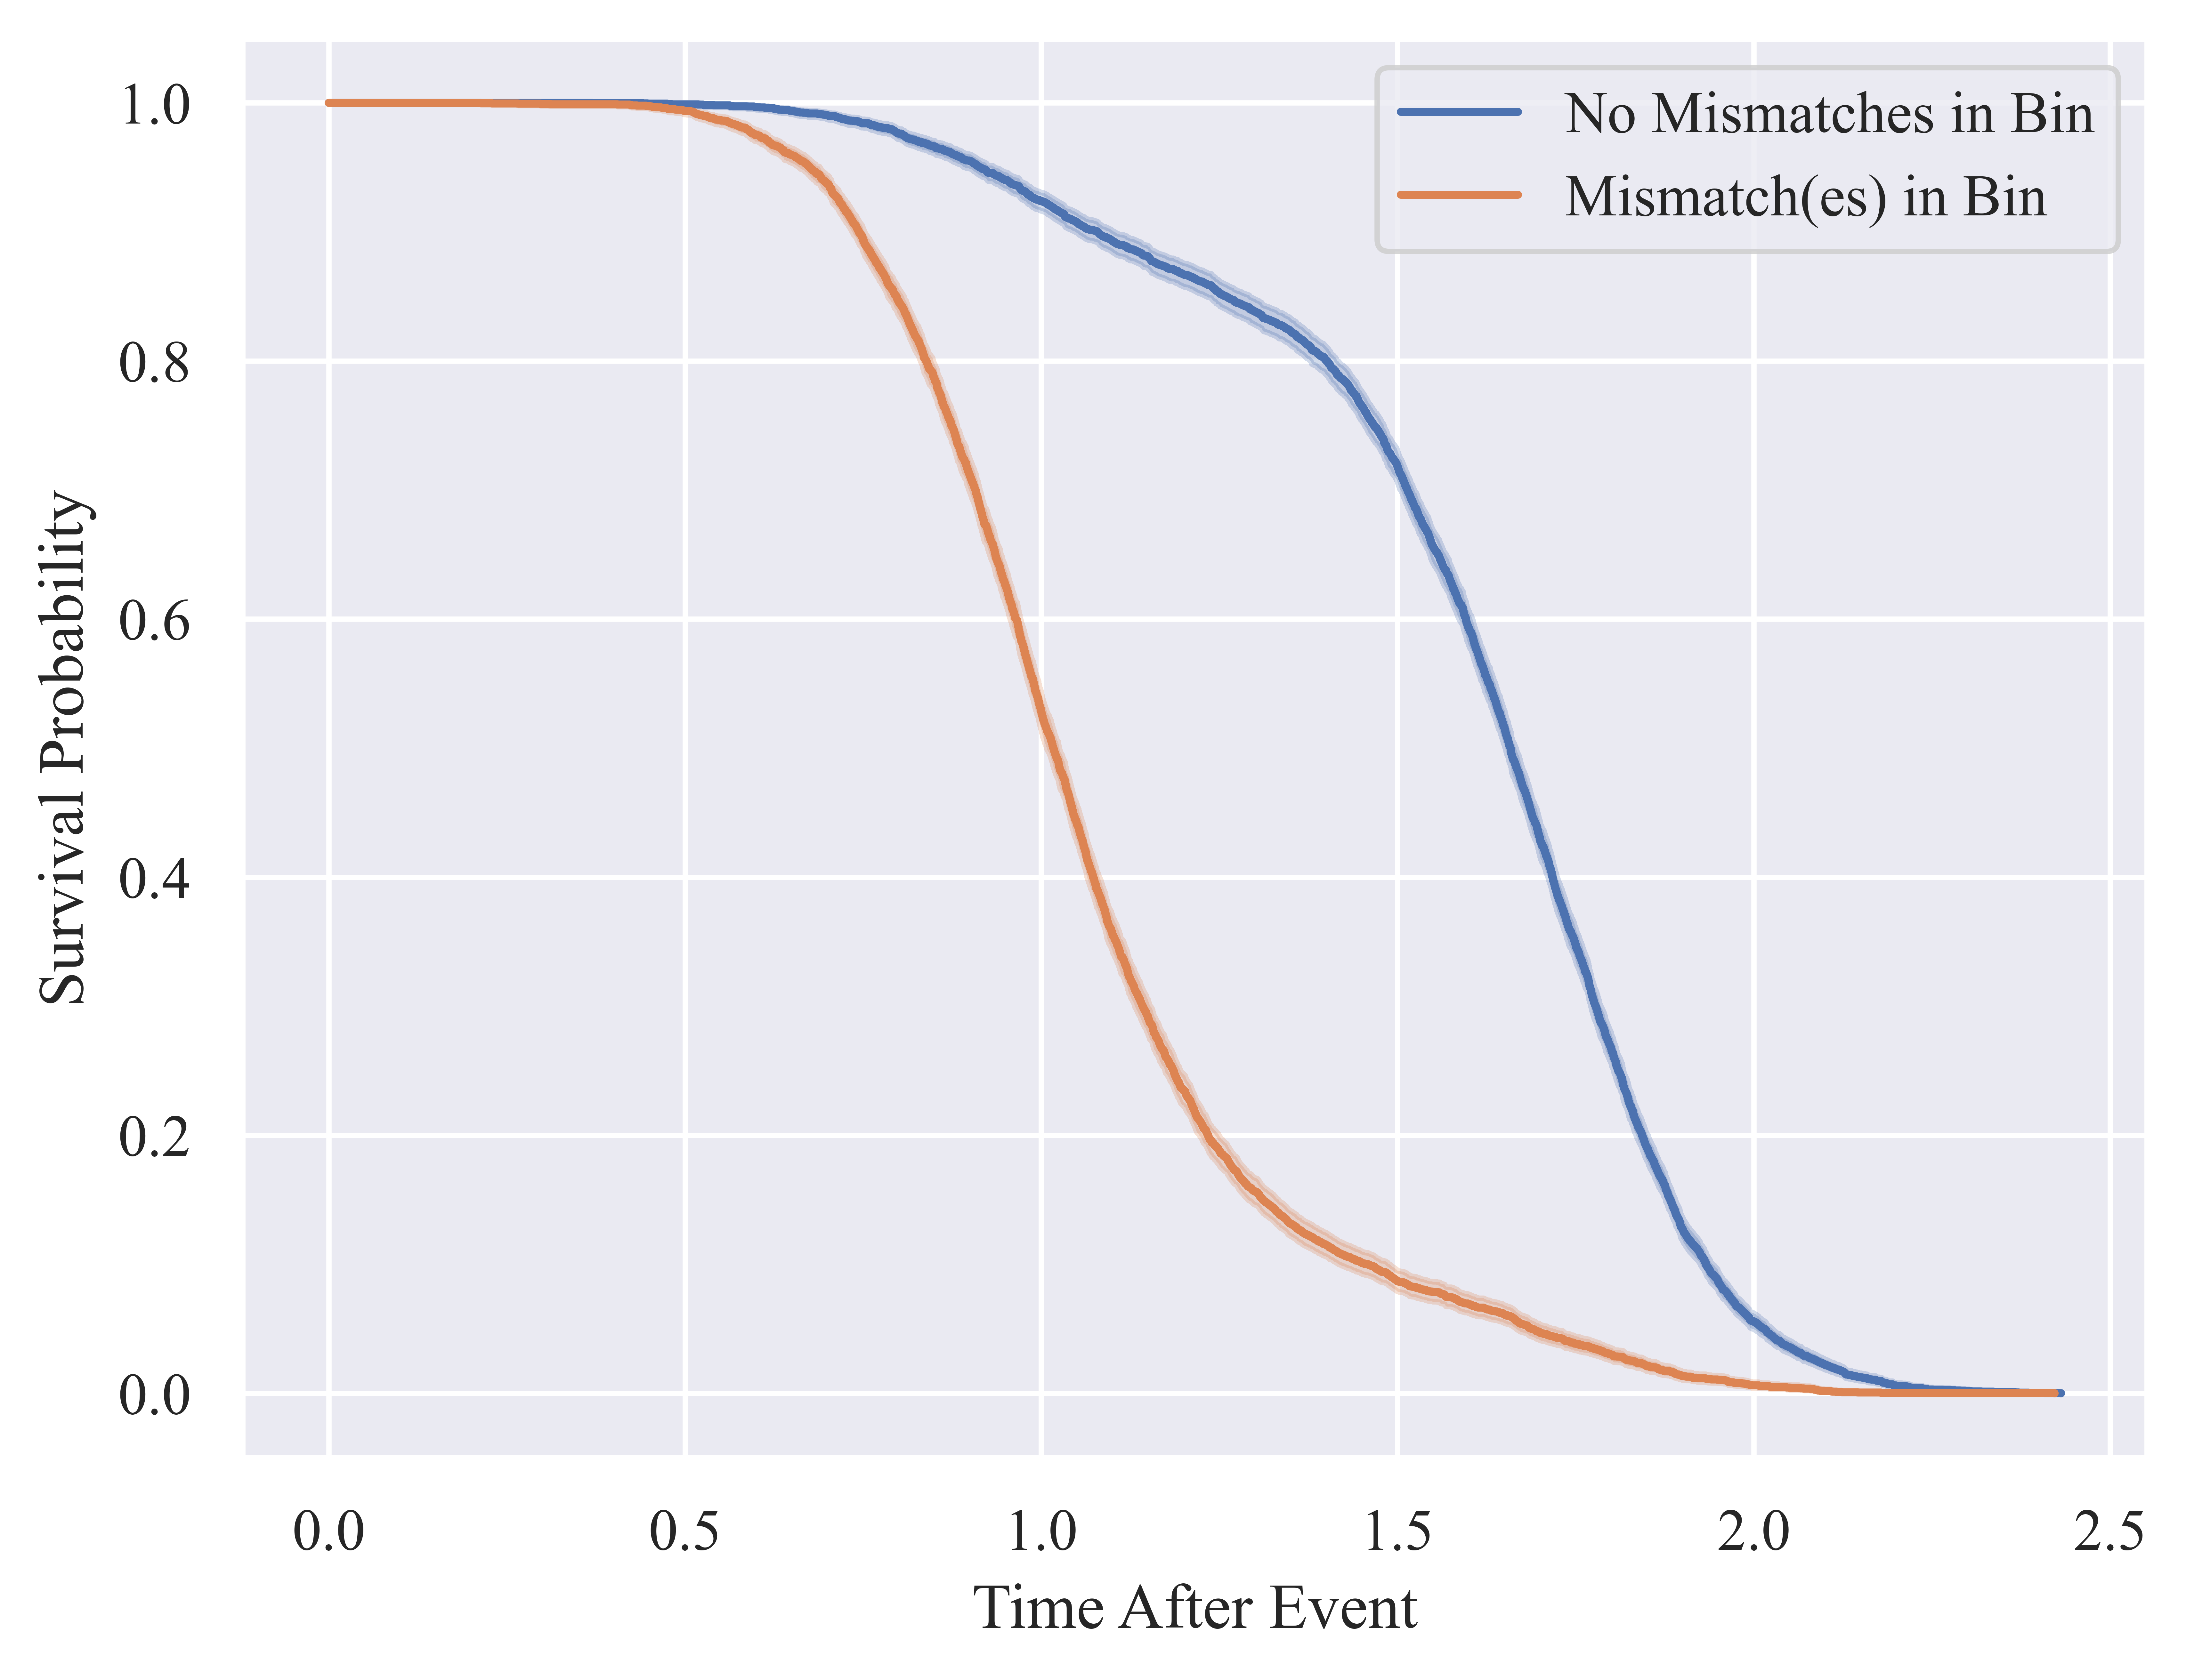 No Mismatches in Bin
Mismatch(es) in Bin
1.0
0.8
0.6
0.4
0.2
0.0
Survival Probability
0.0 0.5 1.0 1.5 2.0 2.5
Time After Event